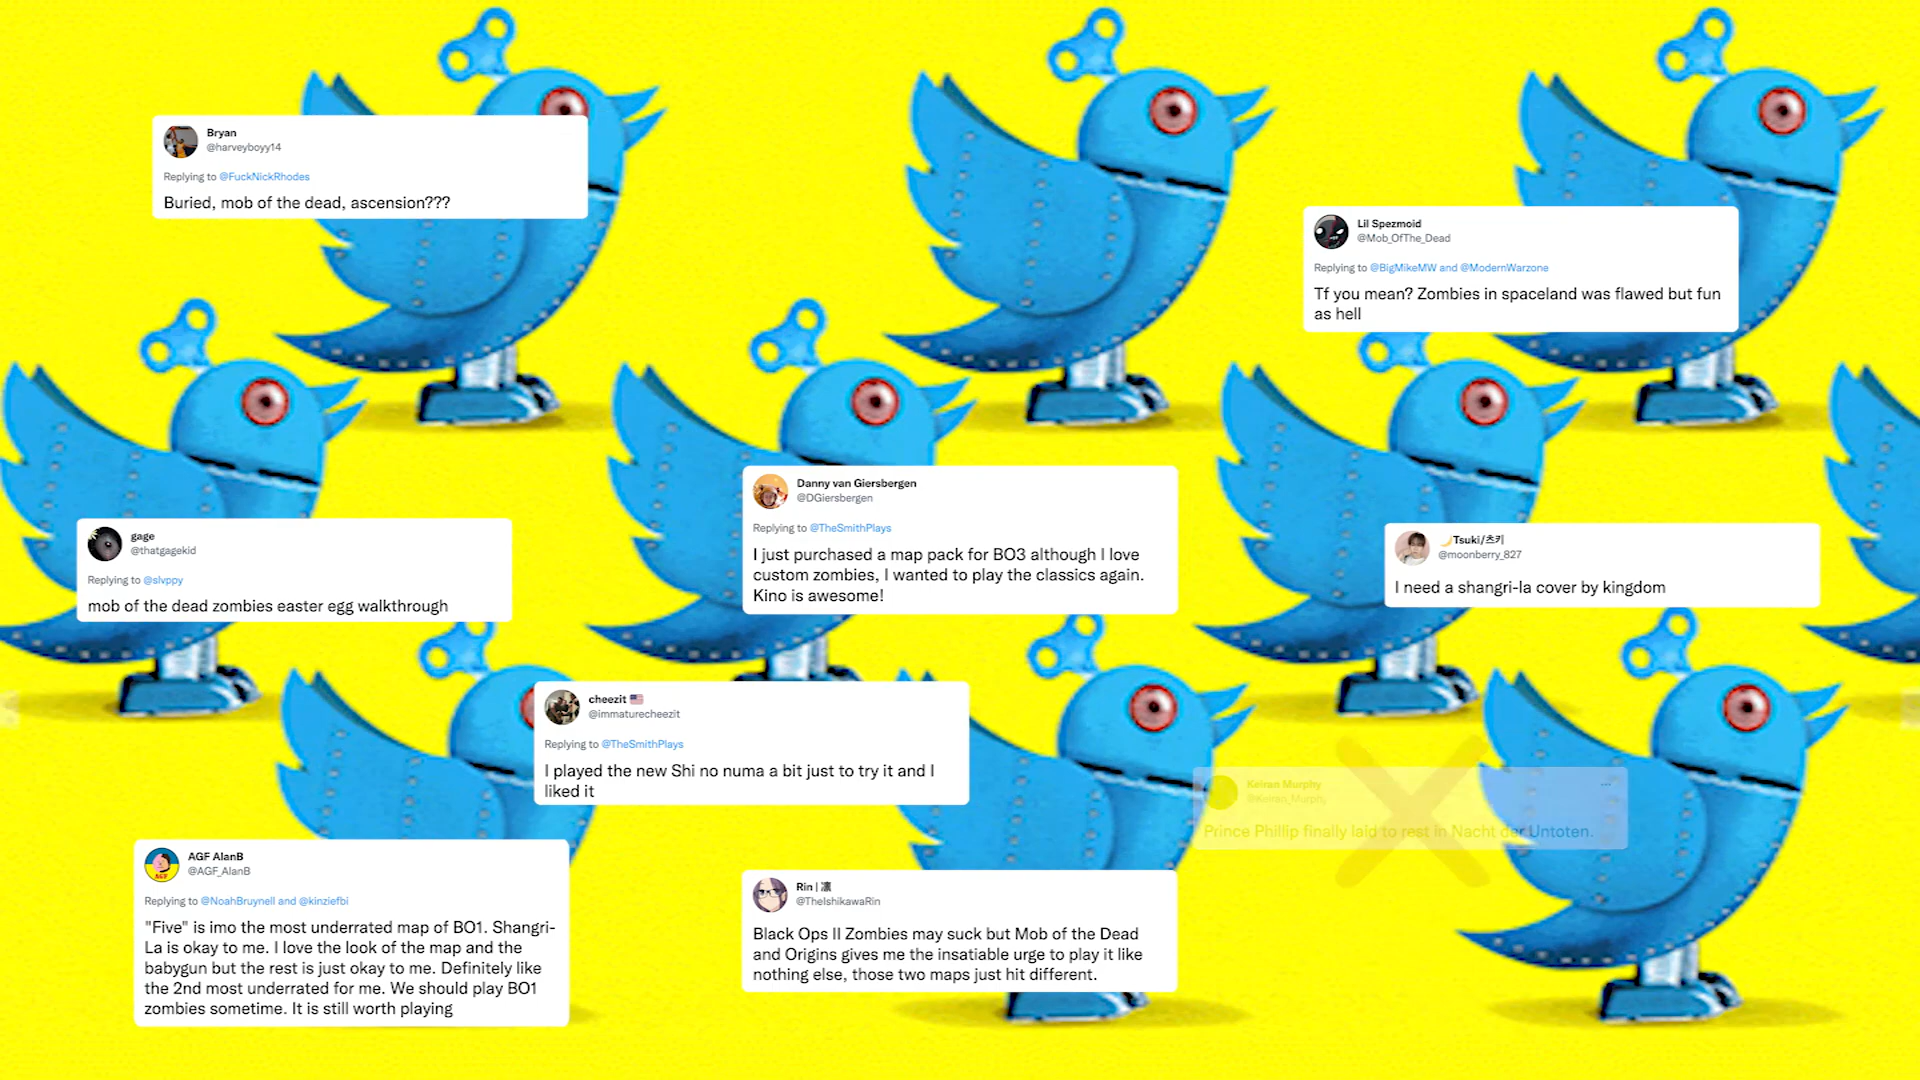 Bryan
@harveyboyy14
Replying to @FuckNickRhodes
Buried, mob of the dead, ascension???
Lil Spezmoid
@Mob_OfThe_Dead
Replying to @BigMikeMW and @ModernWarzone
Tf you mean? Zombies in spaceland was flawed but fun
as hell
gage
@thatgagekid
Replying to @slvppy
mob of the dead zombies easter egg walkthrough
Danny van Giersbergen
@DGiersbergen
Replying to @TheSmithPlays
I just purchased a map pack for BO3 although I love
custom zombies, I wanted to play the classics again.
Kino is awesome!
🌙Tsuki/츠키
@moonberry_827
I need a shangri-la cover by kingdom
cheezit 🇺🇸
@immaturecheezit
Replying to @TheSmithPlays
I played the new Shi no numa a bit just to try it and I
liked it
Keiran Murphy
@Keiran_Murphy
Prince Phillip finally laid to rest in Nacht der Untoten.
AGF AlanB
@AGF_AlanB
Replying to @NoahBruynell and @kinziefbi
"Five" is imo the most underrated map of BO1. Shangri-
La is okay to me. I love the look of the map and the
babygun but the rest is just okay to me. Definitely like
the 2nd most underrated for me. We should play BO1
zombies sometime. It is still worth playing
Rin | 凛
@TheIshikawaRin
Black Ops II Zombies may suck but Mob of the Dead
and Origins gives me the insatiable urge to play it like
nothing else, those two maps just hit different.